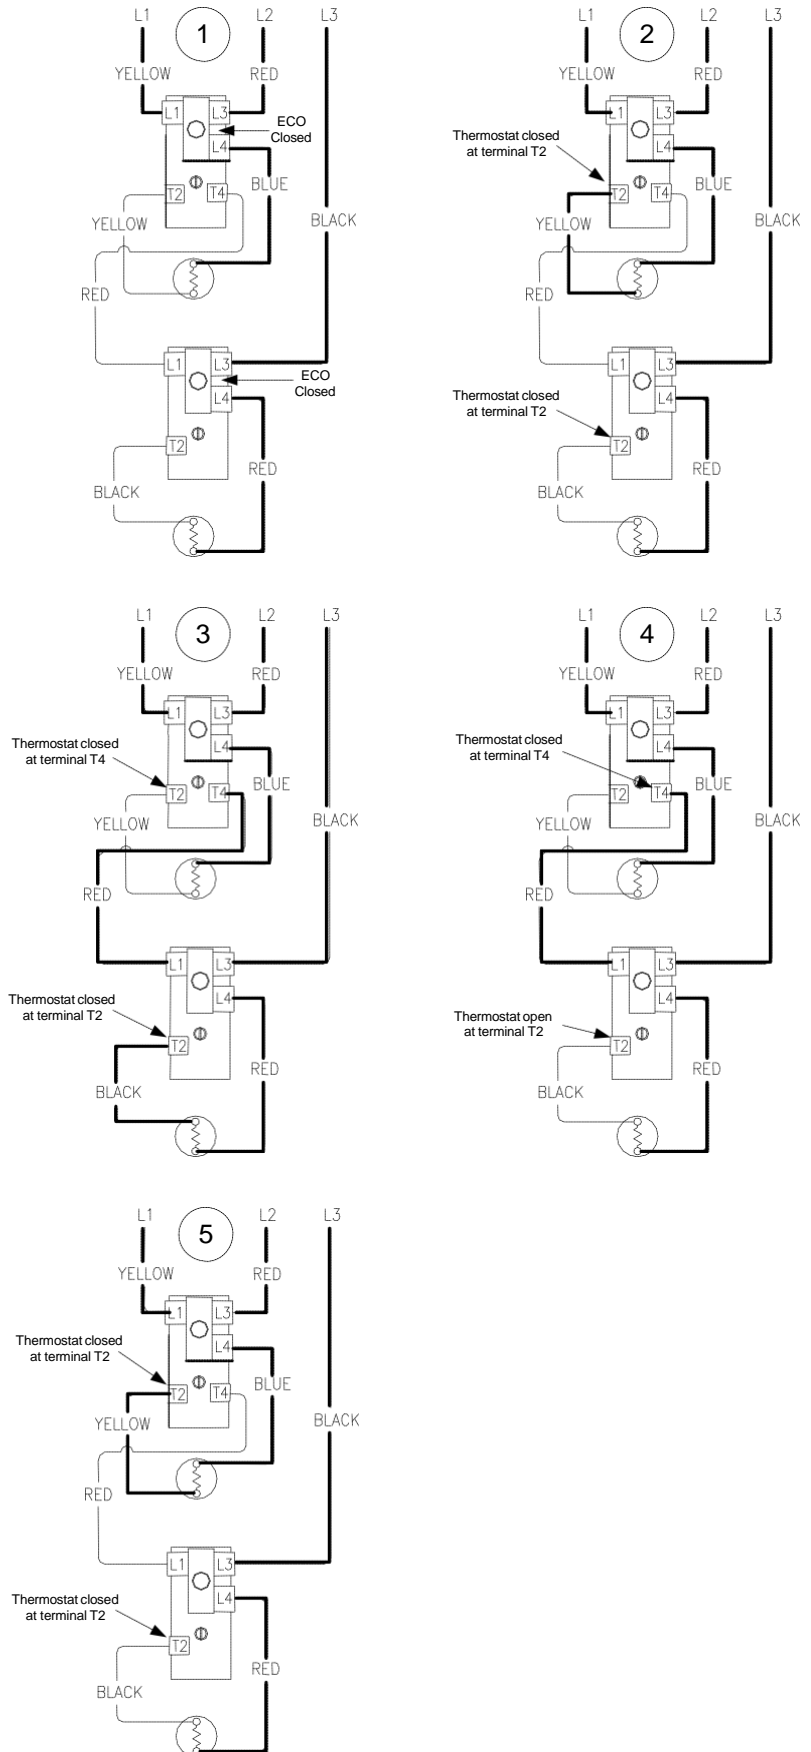 L1
1
L2
L3
YELLOW
RED
L1
L3
ECO
Closed
L4
T2
T4
BLUE
YELLOW
BLACK
RED
L1
L3
ECO
Closed
L4
T2
RED
BLACK
L1
2
L2
L3
YELLOW
RED
L1
L3
Thermostat closed
at terminal T2
L4
T2
T4
BLUE
YELLOW
BLACK
RED
L1
L3
Thermostat closed
at terminal T2
L4
T2
RED
BLACK
L1
3
L2
L3
YELLOW
RED
L1
L3
Thermostat closed
at terminal T4
L4
T2
T4
BLUE
YELLOW
BLACK
RED
L1
L3
Thermostat closed
at terminal T2
L4
T2
RED
BLACK
L1
4
L2
L3
YELLOW
RED
L1
L3
Thermostat closed
at terminal T4
L4
T2
T4
BLUE
YELLOW
BLACK
RED
L1
L3
Thermostat open
at terminal T2
L4
T2
RED
BLACK
L1
5
L2
L3
YELLOW
RED
L1
L3
Thermostat closed
at terminal T2
L4
T2
T4
BLUE
YELLOW
BLACK
RED
L1
L3
Thermostat closed
at terminal T2
L4
T2
RED
BLACK